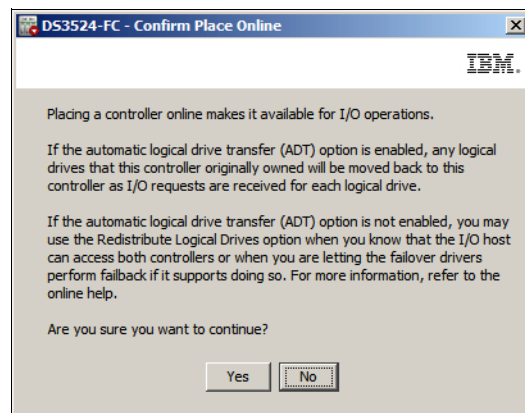 DS3524-FC - Confirm Place Online
IBM.
Placing a controller online makes it available for I/O operations.
If the automatic logical drive transfer (ADT) option is enabled, any logical
drives that this controller originally owned will be moved back to this
controller as I/O requests are received for each logical drive.
If the automatic logical drive transfer (ADT) option is not enabled, you may
use the Redistribute Logical Drives option when you know that the I/O host
can access both controllers or when you are letting the failover drivers
perform failback if it supports doing so. For more information, refer to the
online help.
Are you sure you want to continue?
Yes No